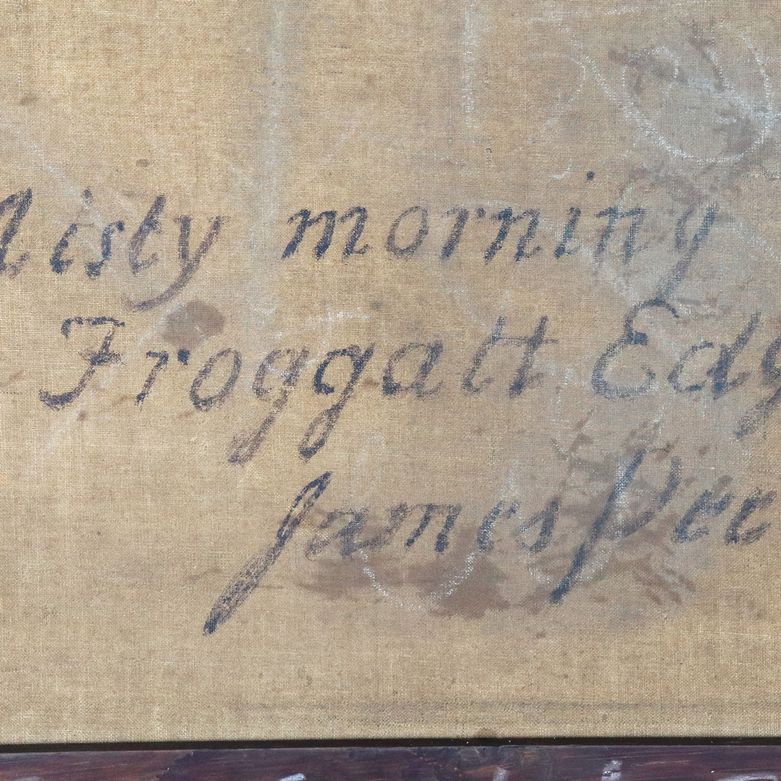 Misty morning
Froggatt Edg
James Pee